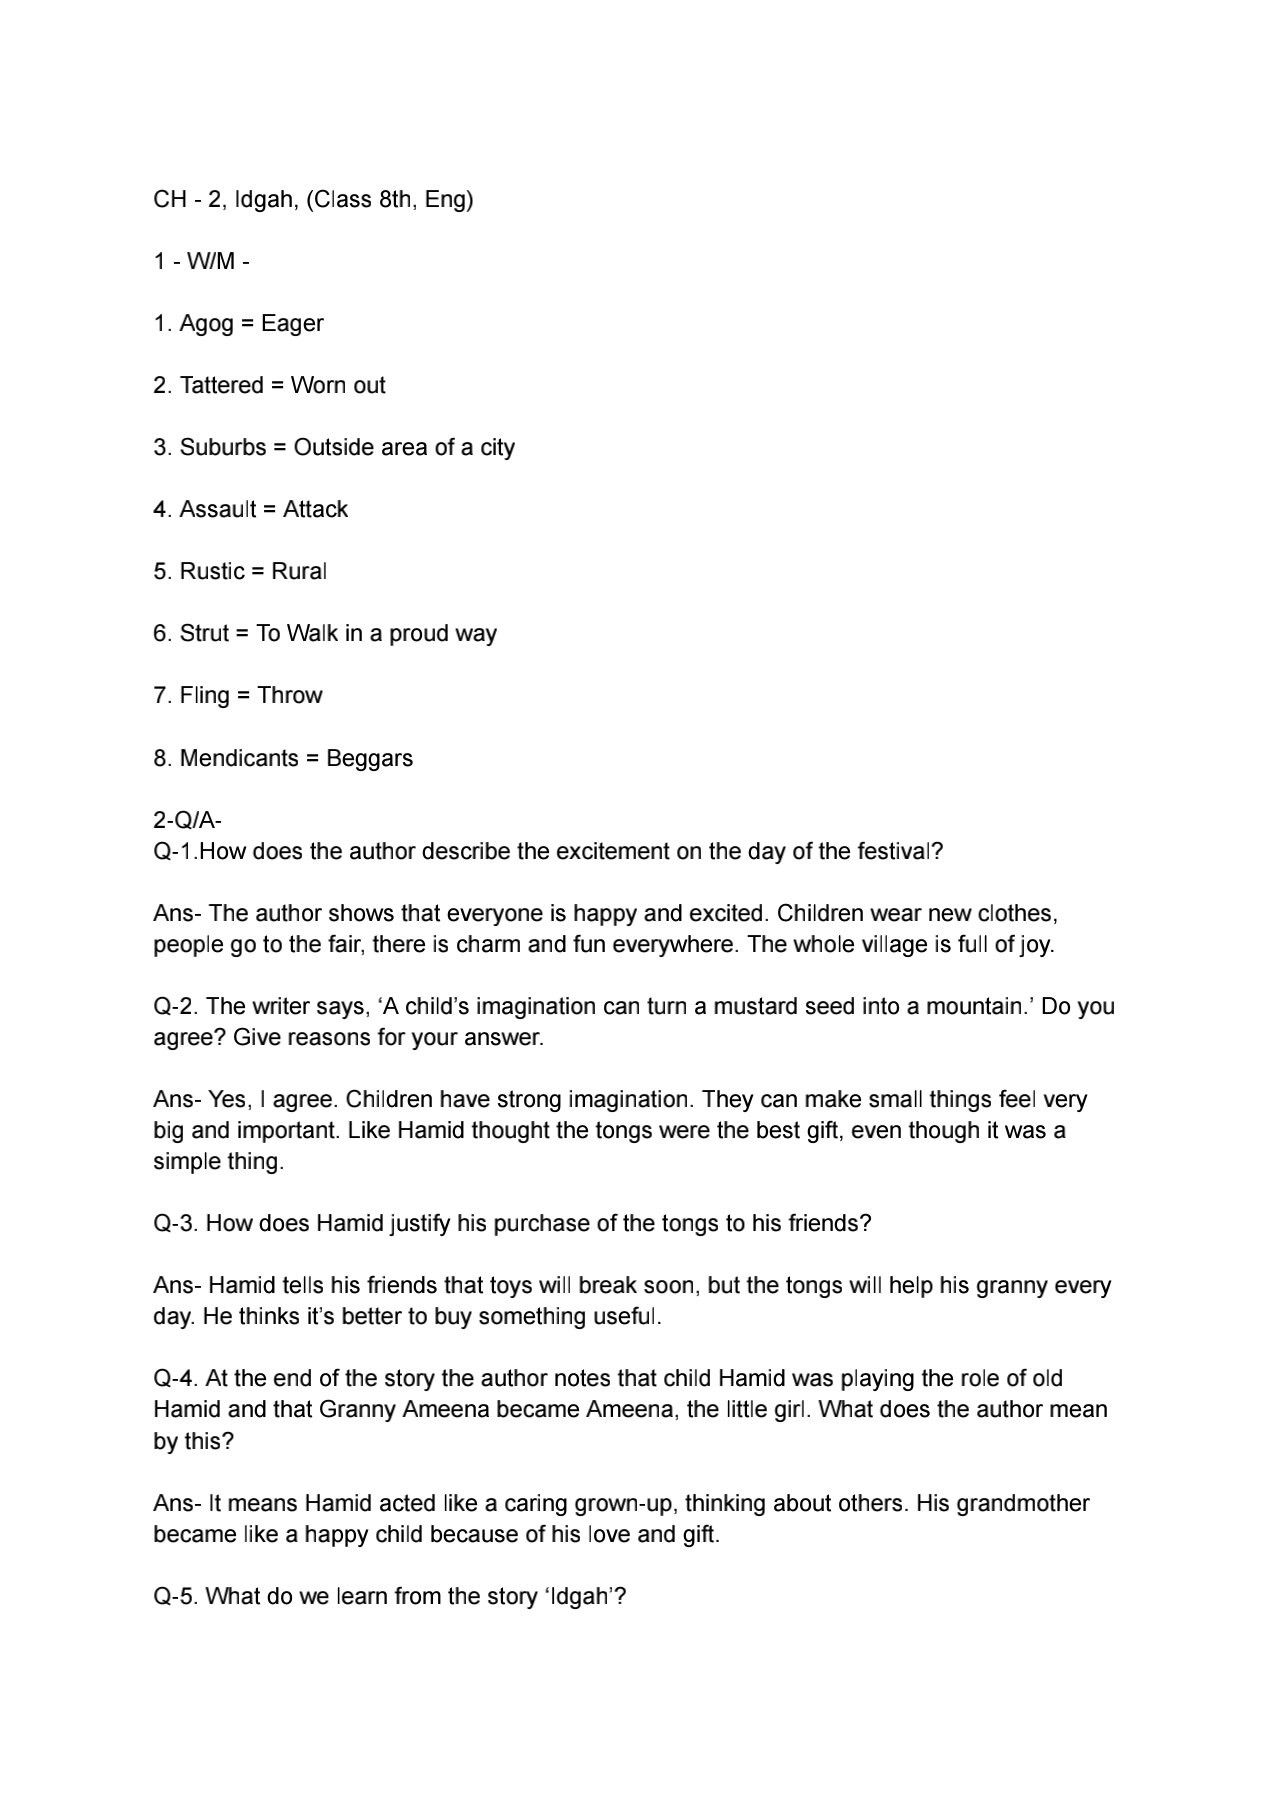 CH - 2, Idgah, (Class 8th, Eng)
1 - W/M -
1. Agog = Eager
2. Tattered = Worn out
3. Suburbs = Outside area of a city
4. Assault = Attack
5. Rustic = Rural
6. Strut = To Walk in a proud way
7. Fling = Throw
8. Mendicants = Beggars
2-Q/A-
Q-1.How does the author describe the excitement on the day of the festival?
Ans- The author shows that everyone is happy and excited. Children wear new clothes,
people go to the fair, there is charm and fun everywhere. The whole village is full of joy.
Q-2. The writer says, ‘A child’s imagination can turn a mustard seed into a mountain.’ Do you
agree? Give reasons for your answer.
Ans- Yes, I agree. Children have strong imagination. They can make small things feel very
big and important. Like Hamid thought the tongs were the best gift, even though it was a
simple thing.
Q-3. How does Hamid justify his purchase of the tongs to his friends?
Ans- Hamid tells his friends that toys will break soon, but the tongs will help his granny every
day. He thinks it’s better to buy something useful.
Q-4. At the end of the story the author notes that child Hamid was playing the role of old
Hamid and that Granny Ameena became Ameena, the little girl. What does the author mean
by this?
Ans- It means Hamid acted like a caring grown-up, thinking about others. His grandmother
became like a happy child because of his love and gift.
Q-5. What do we learn from the story ‘Idgah’?